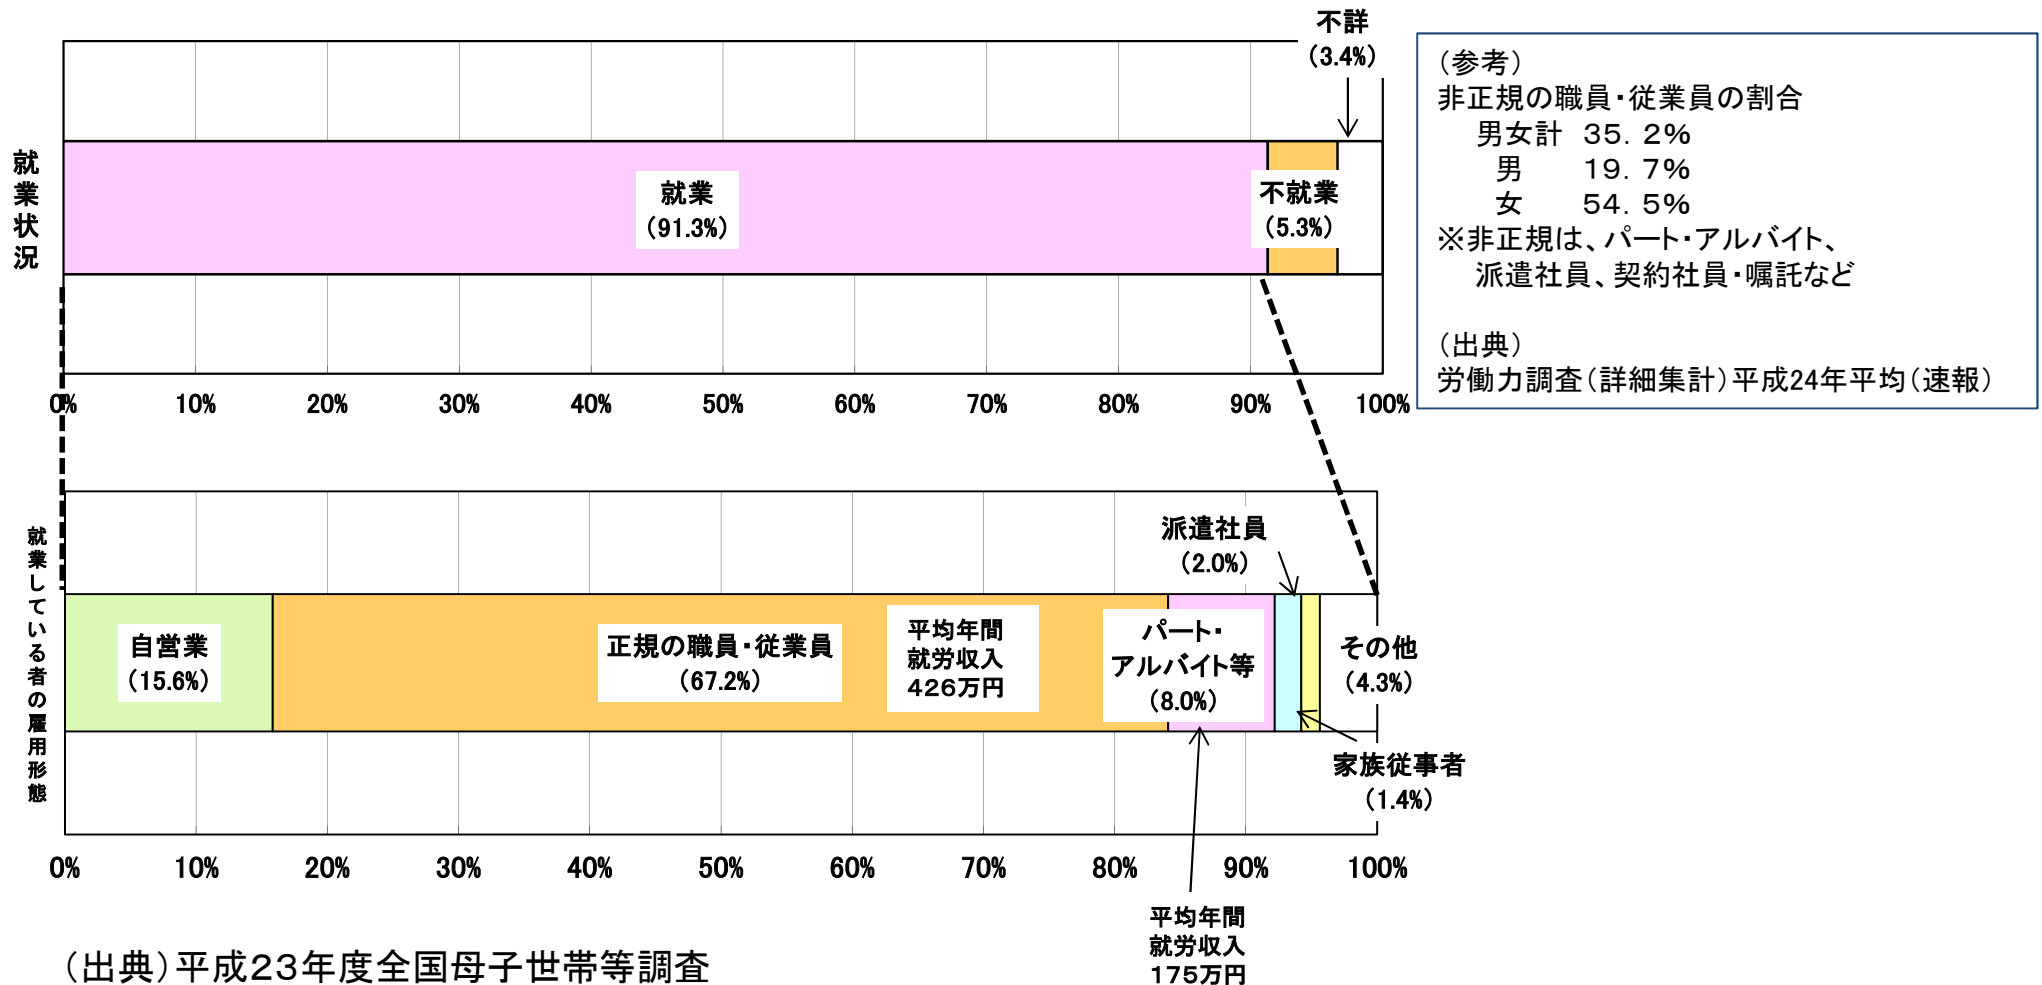 不詳
（3.4%）
就業状況
就業
（91.3%）
不就業
（5.3%）
0% 10% 20% 30% 40% 50% 60% 70% 80% 90% 100%
（参考）
非正規の職員・従業員の割合
男女計 35．2%
男 19．7%
女 54．5%
※非正規は、パート・アルバイト、
派遣社員、契約社員・嘱託など
（出典）
労働力調査（詳細集計）平成24年平均（速報）
就業している者の雇用形態
派遣社員
（2.0%）
自営業
（15.6%）
正規の職員・従業員
（67.2%）
平均年間
就労収入
426万円
パート・
アルバイト等
（8.0%）
その他
（4.3%）
家族従事者
（1.4%）
0% 10% 20% 30% 40% 50% 60% 70% 80% 90% 100%
平均年間
就労収入
175万円
（出典）平成23年度全国母子世帯等調査